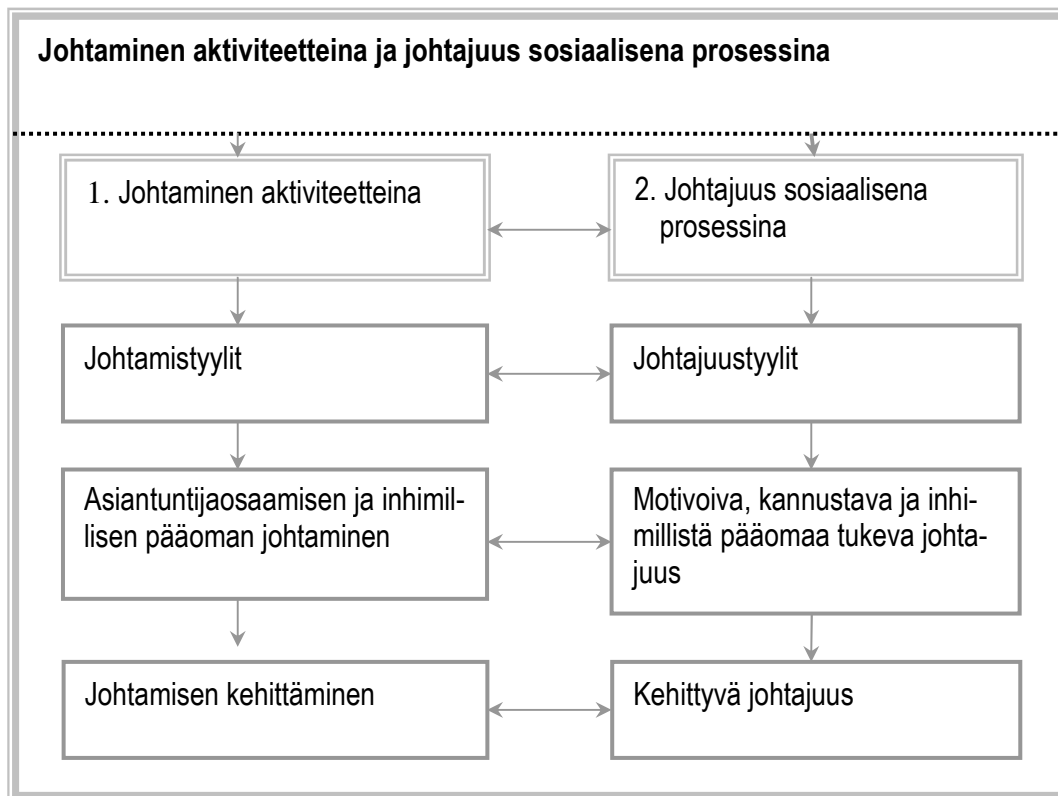 Johtaminen aktiviteetteina ja johtajuus sosiaalisena prosessina
1. Johtaminen aktiviteetteina
2. Johtajuus sosiaalisena
prosessina
Johtamistyylit
Johtajuustyylit
Asiantuntijaosaamisen ja inhimil-
lisen pääoman johtaminen
Motivoiva, kannustava ja inhi-
millistä pääomaa tukeva johta-
juus
Johtamisen kehittäminen
Kehittyvä johtajuus